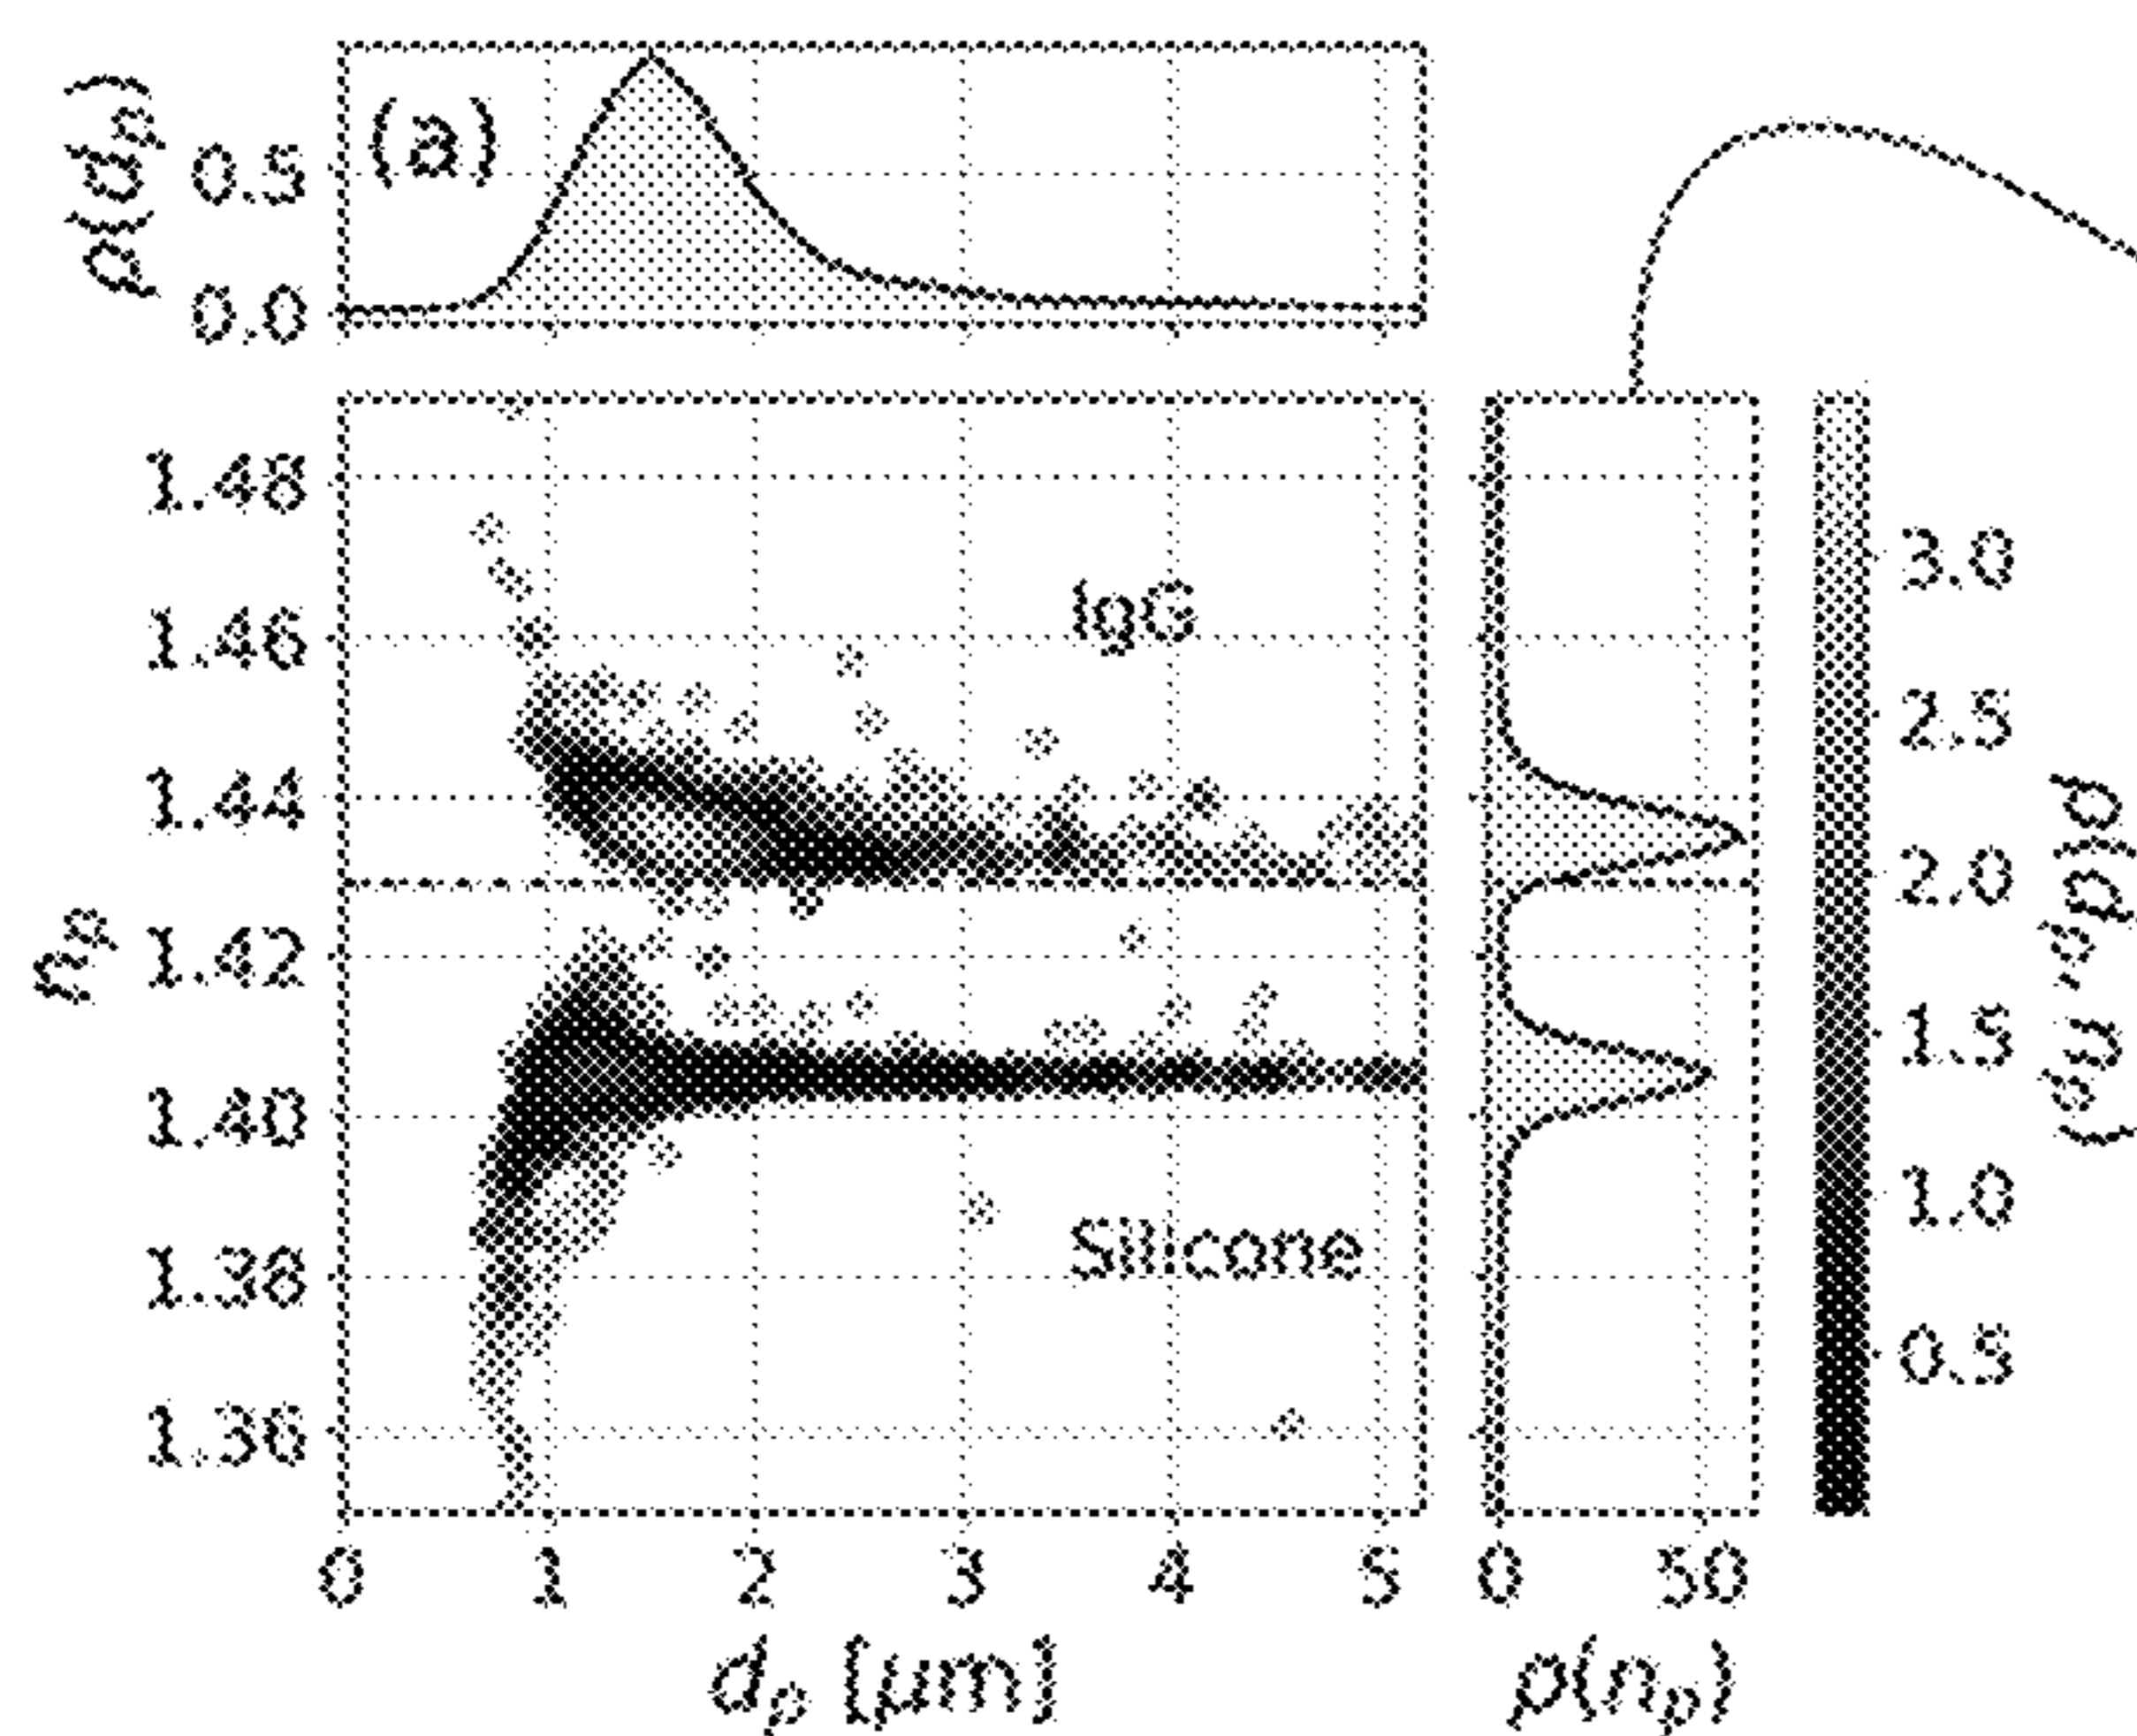 ρ(dₚ)
0.5
(a)
0.0
1.48
IgG
3.0
1.46
2.5
1.44
2.0
nₚ
1.42
ρ(dₚ, nₚ)
1.5
1.40
1.0
1.38
Silicone
0.5
1.36
0 1 2 3 4 5 0 50
dₚ [µm] ρ(nₚ)